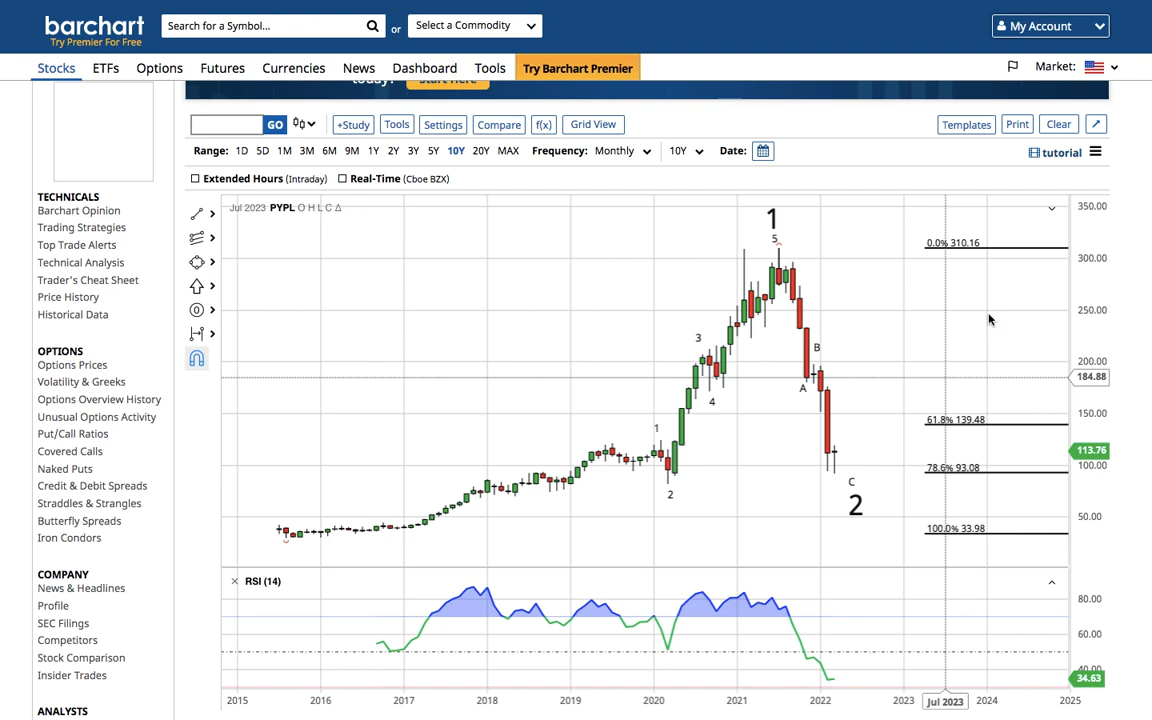 barchart
Try Premier For Free
Search for a Symbol...
or
Select a Commodity
My Account
Stocks ETFs Options Futures Currencies News Dashboard Tools Try Barchart Premier
Market:
GO
+Study Tools Settings Compare f(x) Grid View
Templates Print Clear
Range: 1D 5D 1M 3M 6M 9M 1Y 2Y 3Y 5Y 10Y 20Y MAX Frequency: Monthly 10Y Date:
tutorial
Extended Hours (Intraday) Real-Time (Cboe BZX)
TECHNICALS
Barchart Opinion
Trading Strategies
Top Trade Alerts
Technical Analysis
Trader's Cheat Sheet
Price History
Historical Data
OPTIONS
Options Prices
Volatility & Greeks
Options Overview History
Unusual Options Activity
Put/Call Ratios
Covered Calls
Naked Puts
Credit & Debit Spreads
Straddles & Strangles
Butterfly Spreads
Iron Condors
COMPANY
News & Headlines
Profile
SEC Filings
Competitors
Stock Comparison
Insider Trades
ANALYSTS
Jul 2023 PYPL O H L C Δ
1
5
3
4
1
2
B
A
C
2
0.0% 310.16
61.8% 139.48
78.6% 93.08
100.0% 33.98
350.00
300.00
250.00
200.00
184.88
150.00
113.76
100.00
50.00
RSI (14)
80.00
60.00
40.00
34.63
2015 2016 2017 2018 2019 2020 2021 2022 2023 Jul 2023 2024 2025